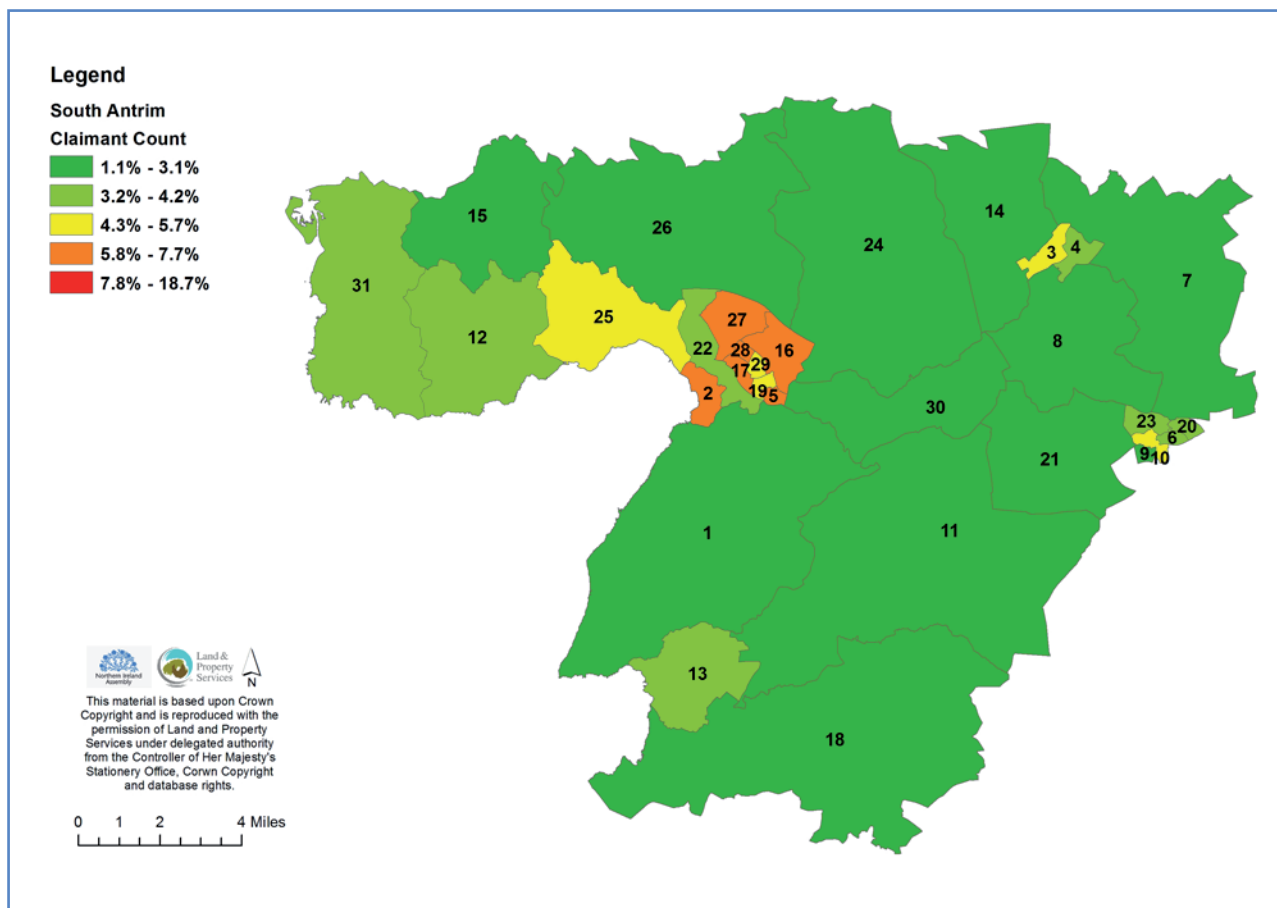 Legend
South Antrim
Claimant Count
1.1% - 3.1%
3.2% - 4.2%
4.3% - 5.7%
5.8% - 7.7%
7.8% - 18.7%
15
26
24
14
3
4
7
31
12
25
22
27
28
16
29
17
19
5
2
8
30
23
20
6
9
10
21
1
11
13
18
Northern Ireland
Assembly
Land &
Property
Services
N
This material is based upon Crown
Copyright and is reproduced with the
permission of Land and Property
Services under delegated authority
from the Controller of Her Majesty's
Stationery Office, Corwn Copyright
and database rights.
0 1 2 4 Miles